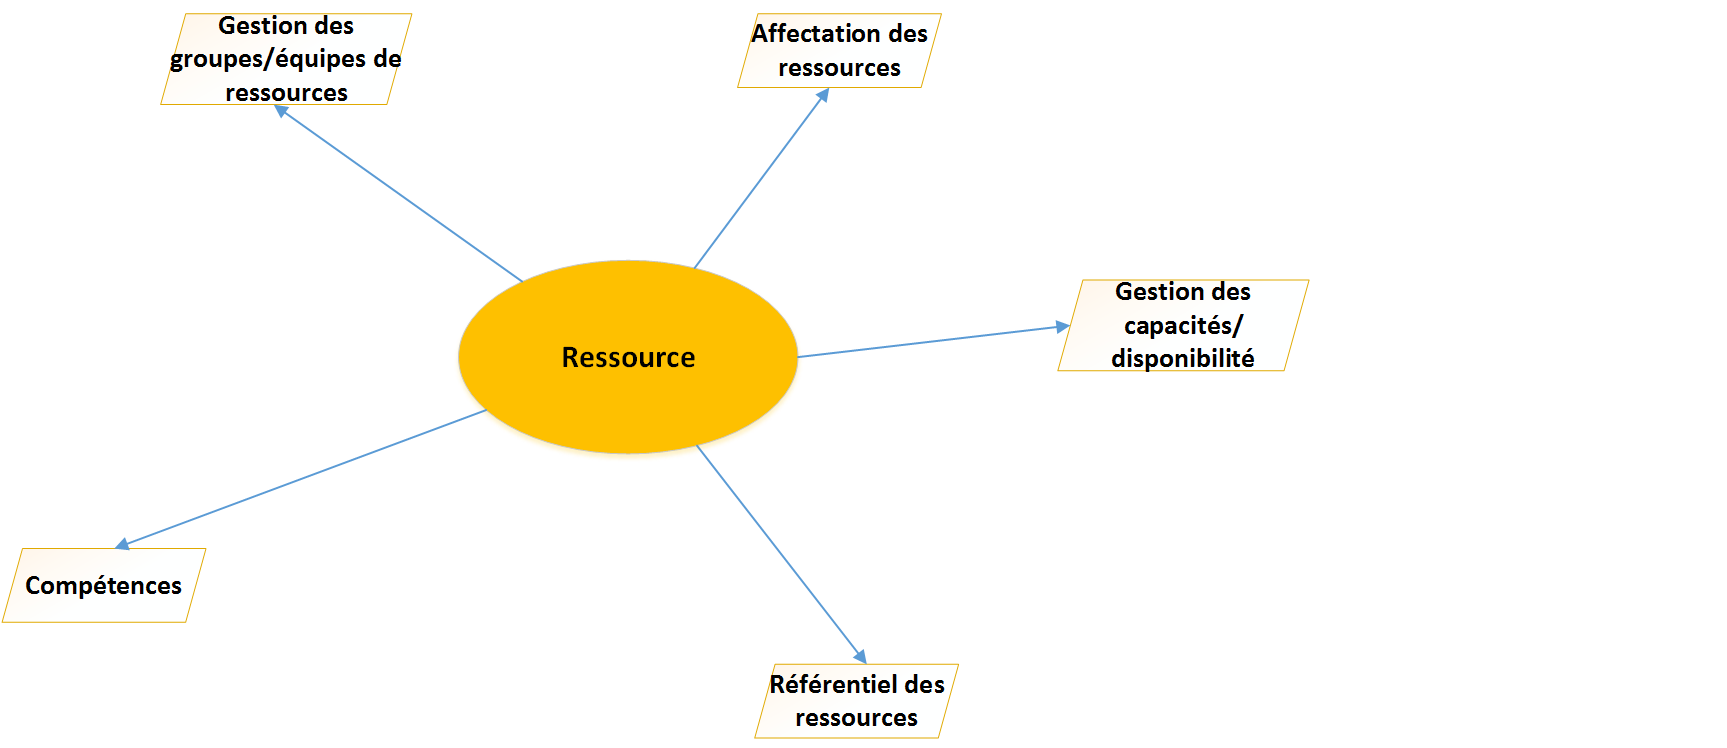 Gestion des
groupes/équipes de
ressources
Affectation des
ressources
Gestion des
capacités/
disponibilité
Ressource
Compétences
Référentiel des
ressources